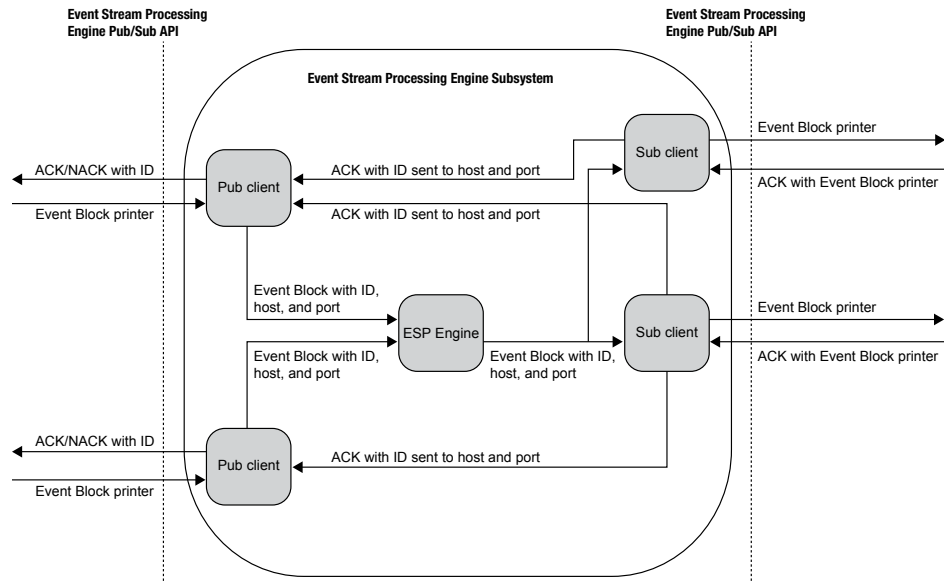 Event Stream Processing
Engine Pub/Sub API
Event Stream Processing
Engine Pub/Sub API
Event Stream Processing Engine Subsystem
Event Block printer
Sub client
ACK/NACK with ID
ACK with ID sent to host and port
Pub client
ACK with Event Block printer
Event Block printer
ACK with ID sent to host and port
Event Block with ID,
host, and port
Event Block printer
ESP Engine
Sub client
Event Block with ID,
host, and port
Event Block with ID,
host, and port
ACK with Event Block printer
ACK/NACK with ID
Pub client
ACK with ID sent to host and port
Event Block printer